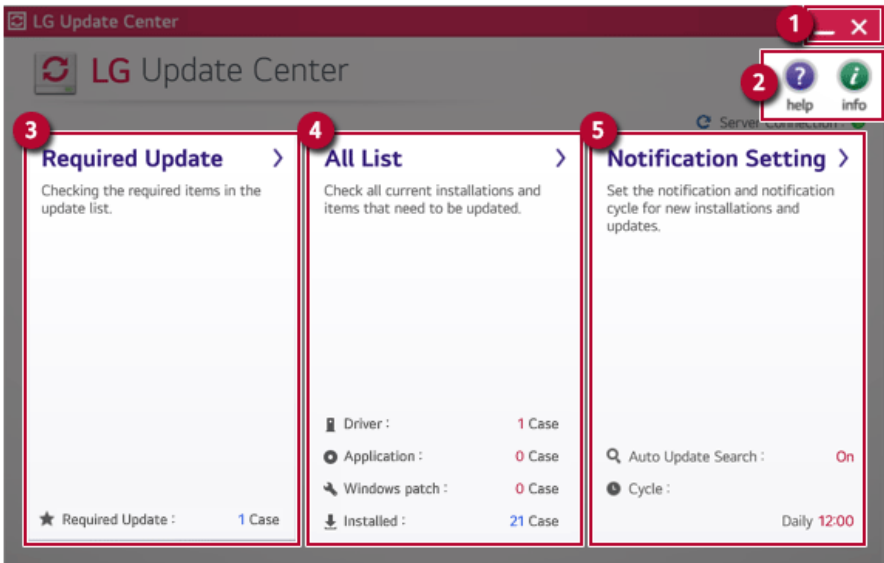 LG Update Center
1
LG Update Center
2
help info
Server Connection :
3
Required Update >
Checking the required items in the
update list.
Required Update : 1 Case
4
All List >
Check all current installations and
items that need to be updated.
Driver : 1 Case
Application : 0 Case
Windows patch : 0 Case
Installed : 21 Case
5
Notification Setting >
Set the notification and notification
cycle for new installations and
updates.
Auto Update Search : On
Cycle :
Daily 12:00